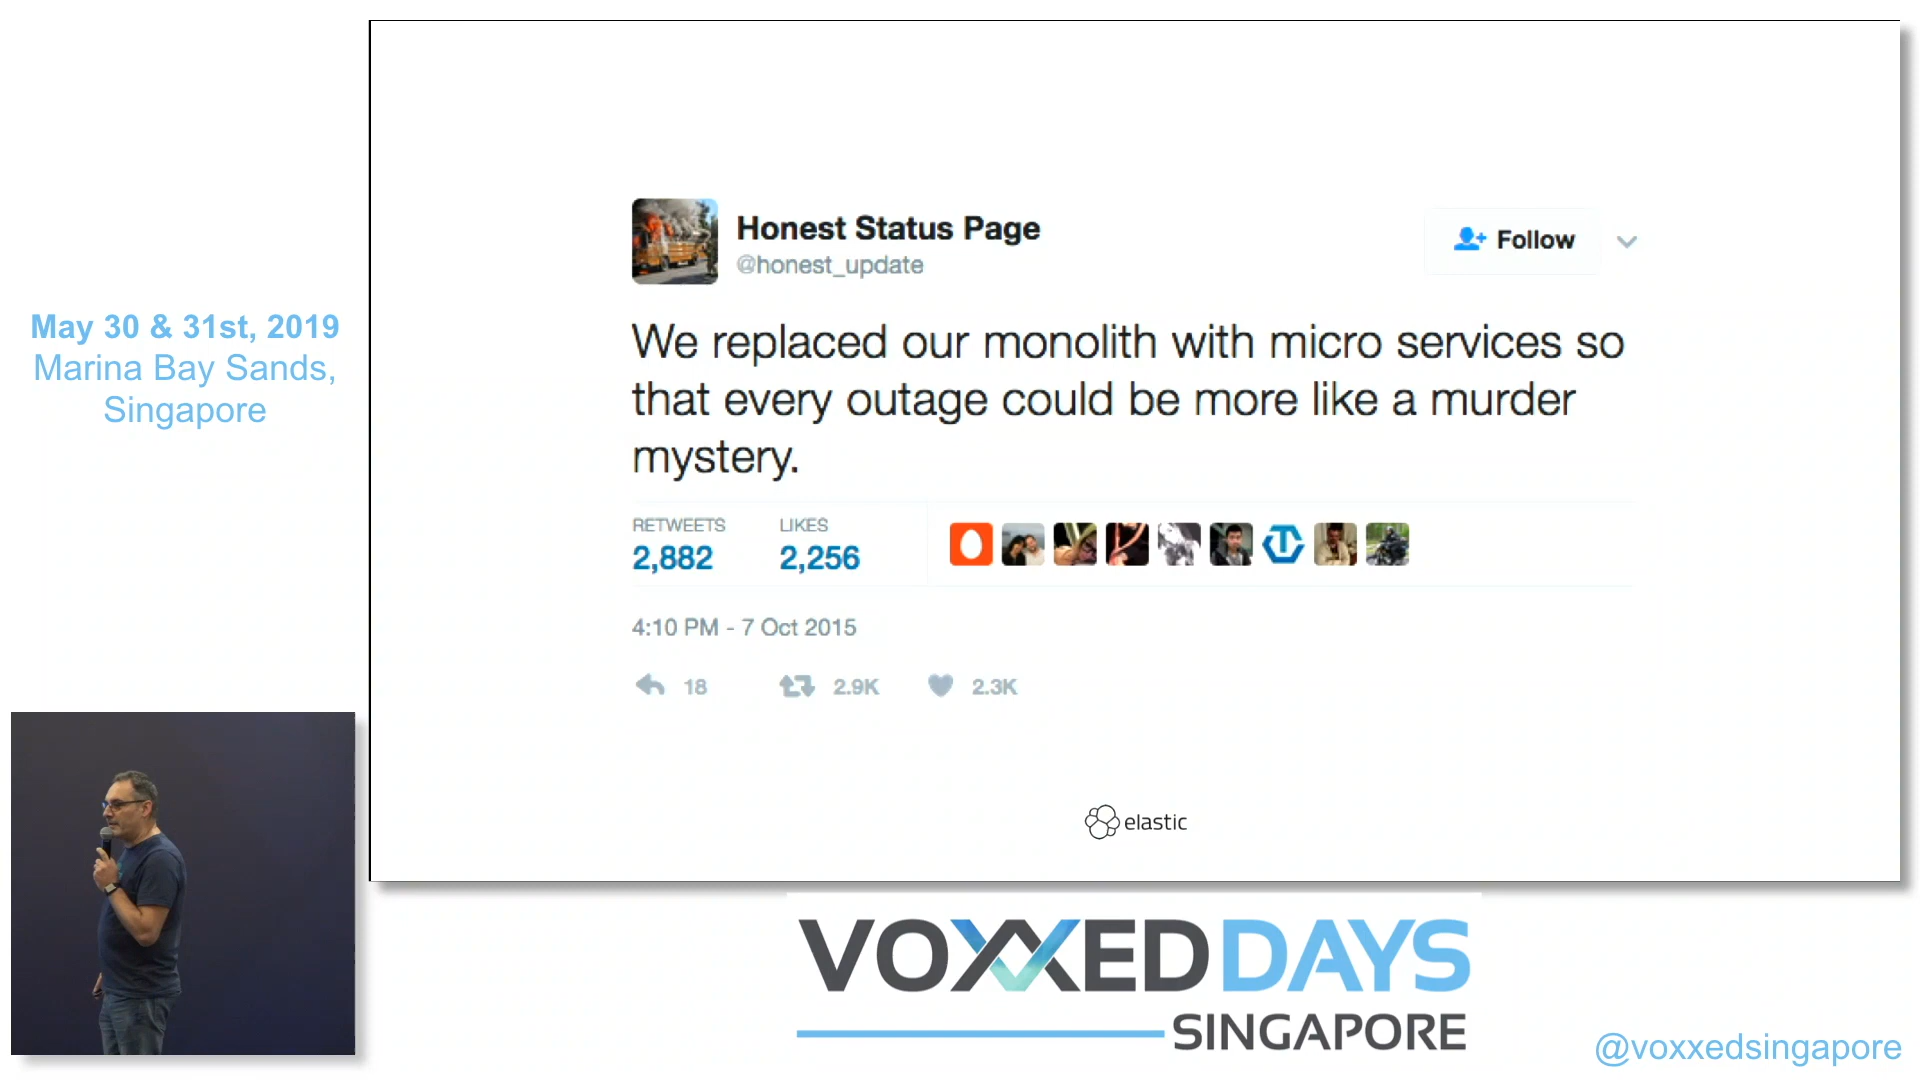 May 30 & 31st, 2019
Marina Bay Sands,
Singapore
Honest Status Page
@honest_update
Follow
We replaced our monolith with micro services so
that every outage could be more like a murder
mystery.
RETWEETS LIKES
2,882 2,256
4:10 PM - 7 Oct 2015
18 2.9K 2.3K
elastic
VOXXED DAYS
SINGAPORE
@voxxedsingapore